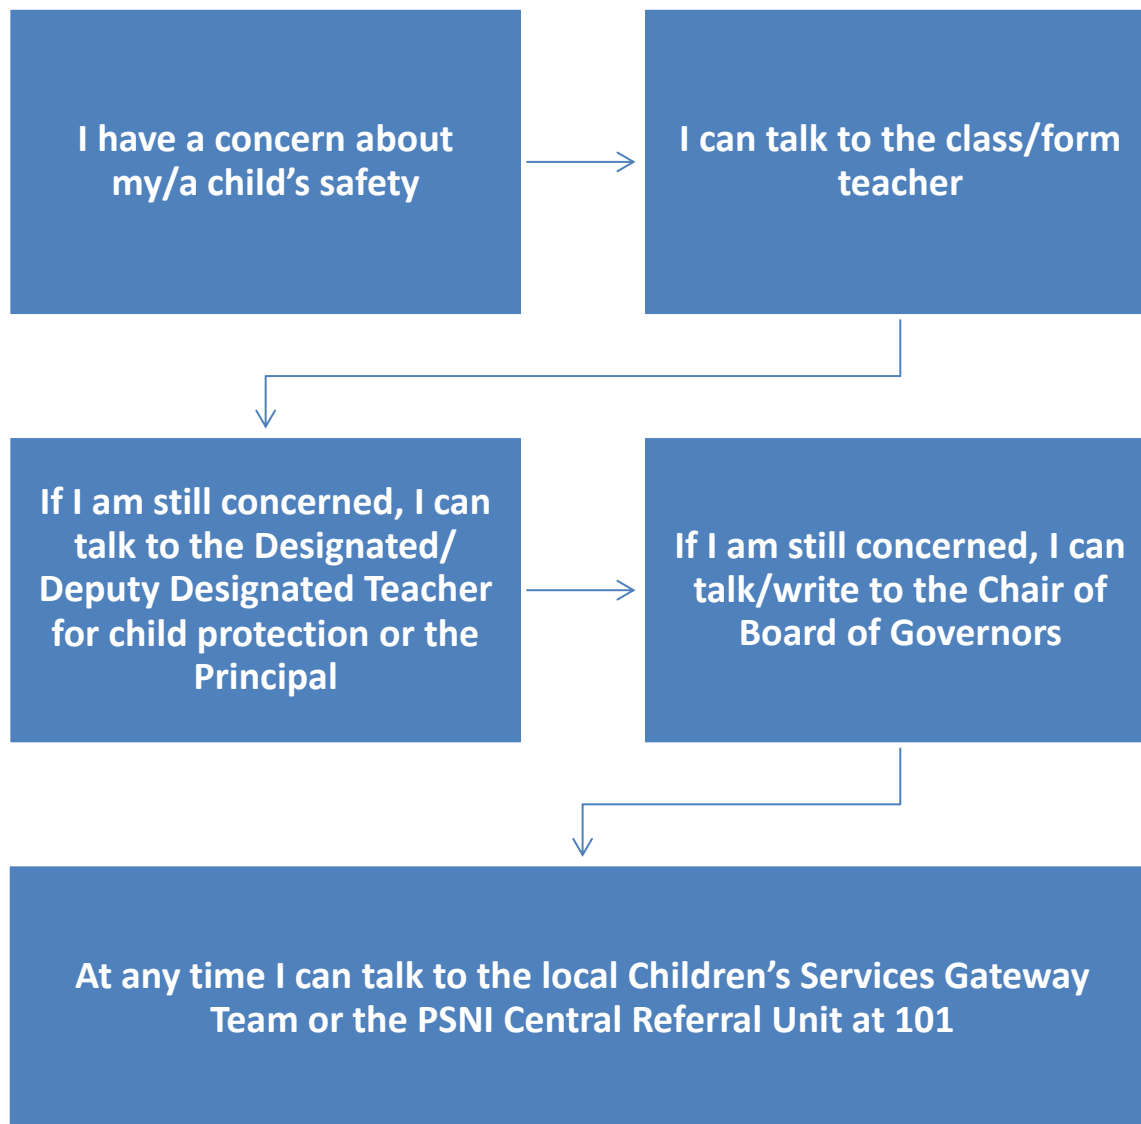 I have a concern about
my/a child’s safety
I can talk to the class/form
teacher
If I am still concerned, I can
talk to the Designated/
Deputy Designated Teacher
for child protection or the
Principal
If I am still concerned, I can
talk/write to the Chair of
Board of Governors
At any time I can talk to the local Children’s Services Gateway
Team or the PSNI Central Referral Unit at 101